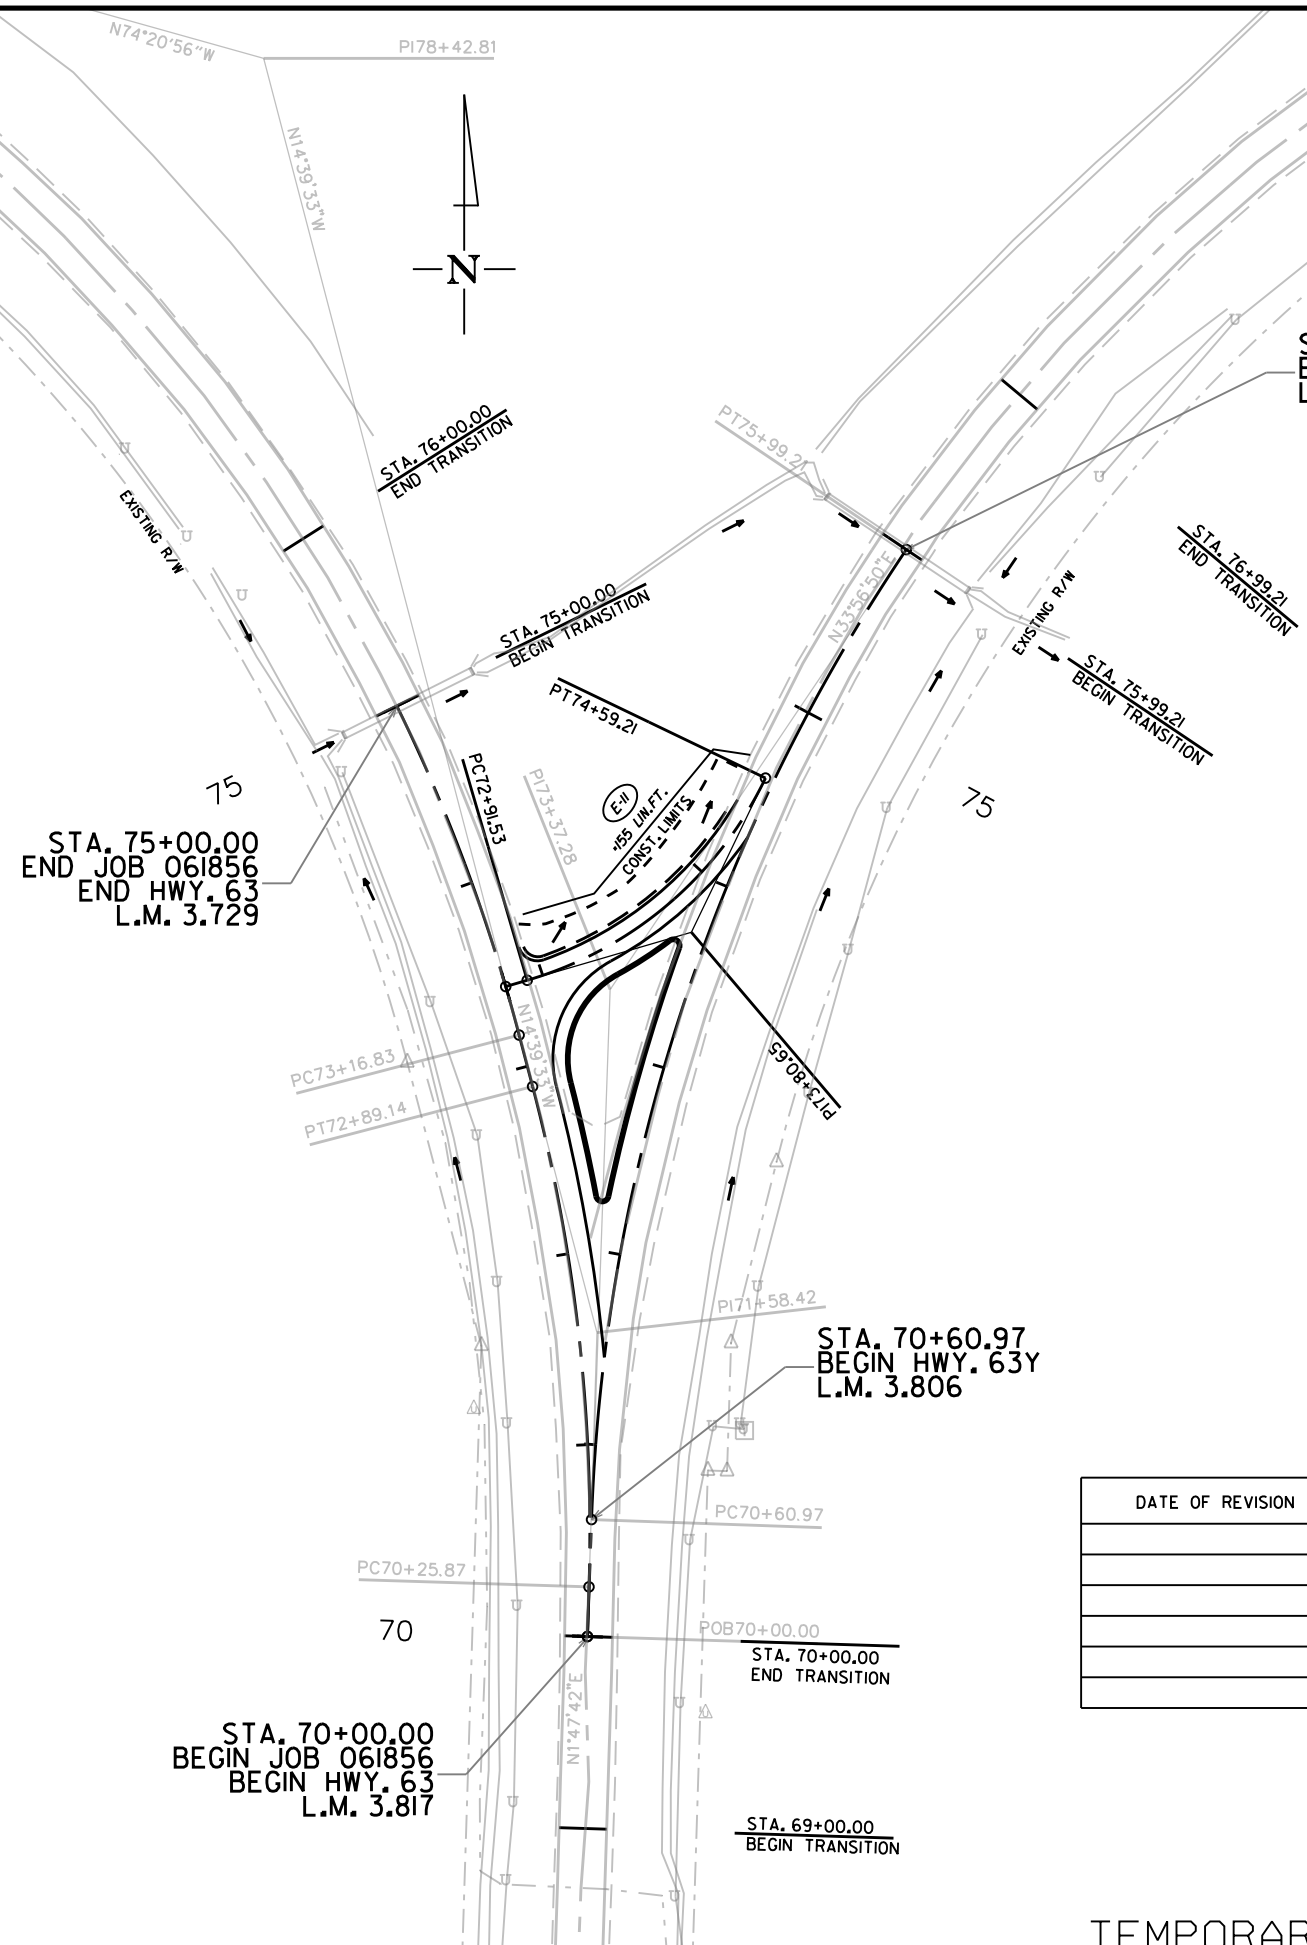 N74°20'56"W
PI78+42.81
N14°39'33"W
N
STA. 76+00.00
END TRANSITION
PT75+99.21
S
E
L
EXISTING R/W
STA. 76+99.21
END TRANSITION
N33°56'50"E
EXISTING R/W
STA. 75+00.00
BEGIN TRANSITION
STA. 75+99.21
BEGIN TRANSITION
PT74+59.21
PC72+91.53
PI73+37.28
E-11
155 LIN.FT.
CONST. LIMITS
75
75
STA. 75+00.00
END JOB 061856
END HWY. 63
L.M. 3.729
N14°39'33"W
PI73+80.65
PC73+16.83
PT72+89.14
PI71+58.42
STA. 70+60.97
BEGIN HWY. 63Y
L.M. 3.806
PC70+60.97
DATE OF REVISION
PC70+25.87
70
POB70+00.00
STA. 70+00.00
END TRANSITION
N1°47'42"E
STA. 70+00.00
BEGIN JOB 061856
BEGIN HWY. 63
L.M. 3.817
STA. 69+00.00
BEGIN TRANSITION
TEMPORAR